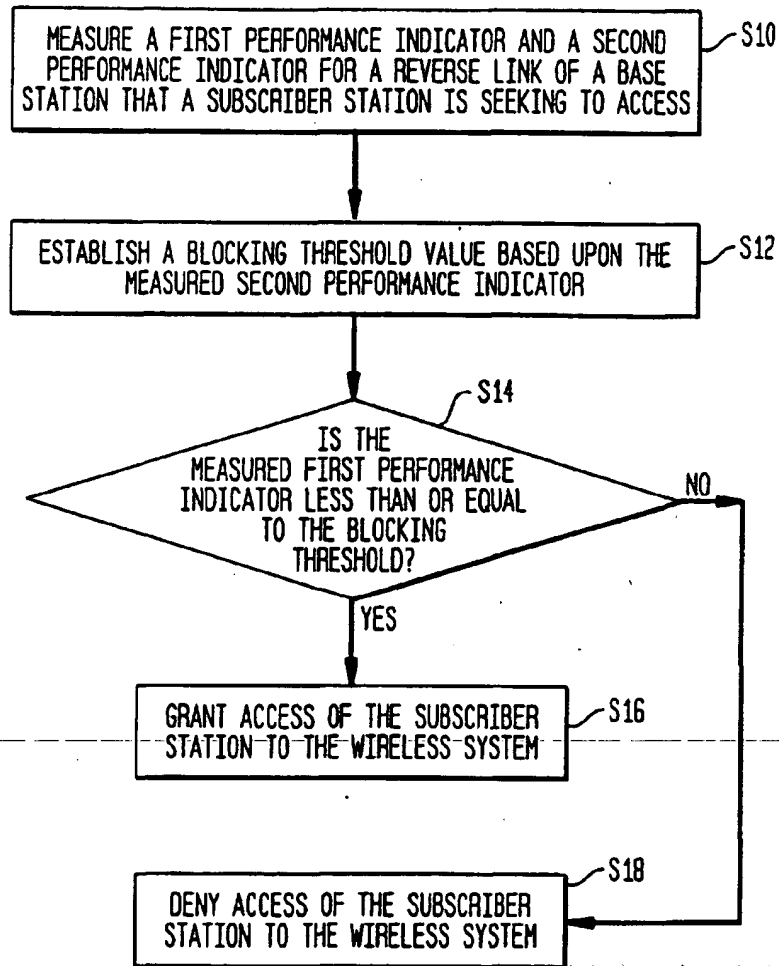 MEASURE A FIRST PERFORMANCE INDICATOR AND A SECOND
PERFORMANCE INDICATOR FOR A REVERSE LINK OF A BASE
STATION THAT A SUBSCRIBER STATION IS SEEKING TO ACCESS
S10
ESTABLISH A BLOCKING THRESHOLD VALUE BASED UPON THE
MEASURED SECOND PERFORMANCE INDICATOR
S12
S14
IS THE
MEASURED FIRST PERFORMANCE
INDICATOR LESS THAN OR EQUAL
TO THE BLOCKING
THRESHOLD?
NO
YES
GRANT ACCESS OF THE SUBSCRIBER
STATION TO THE WIRELESS SYSTEM
S16
S18
DENY ACCESS OF THE SUBSCRIBER
STATION TO THE WIRELESS SYSTEM